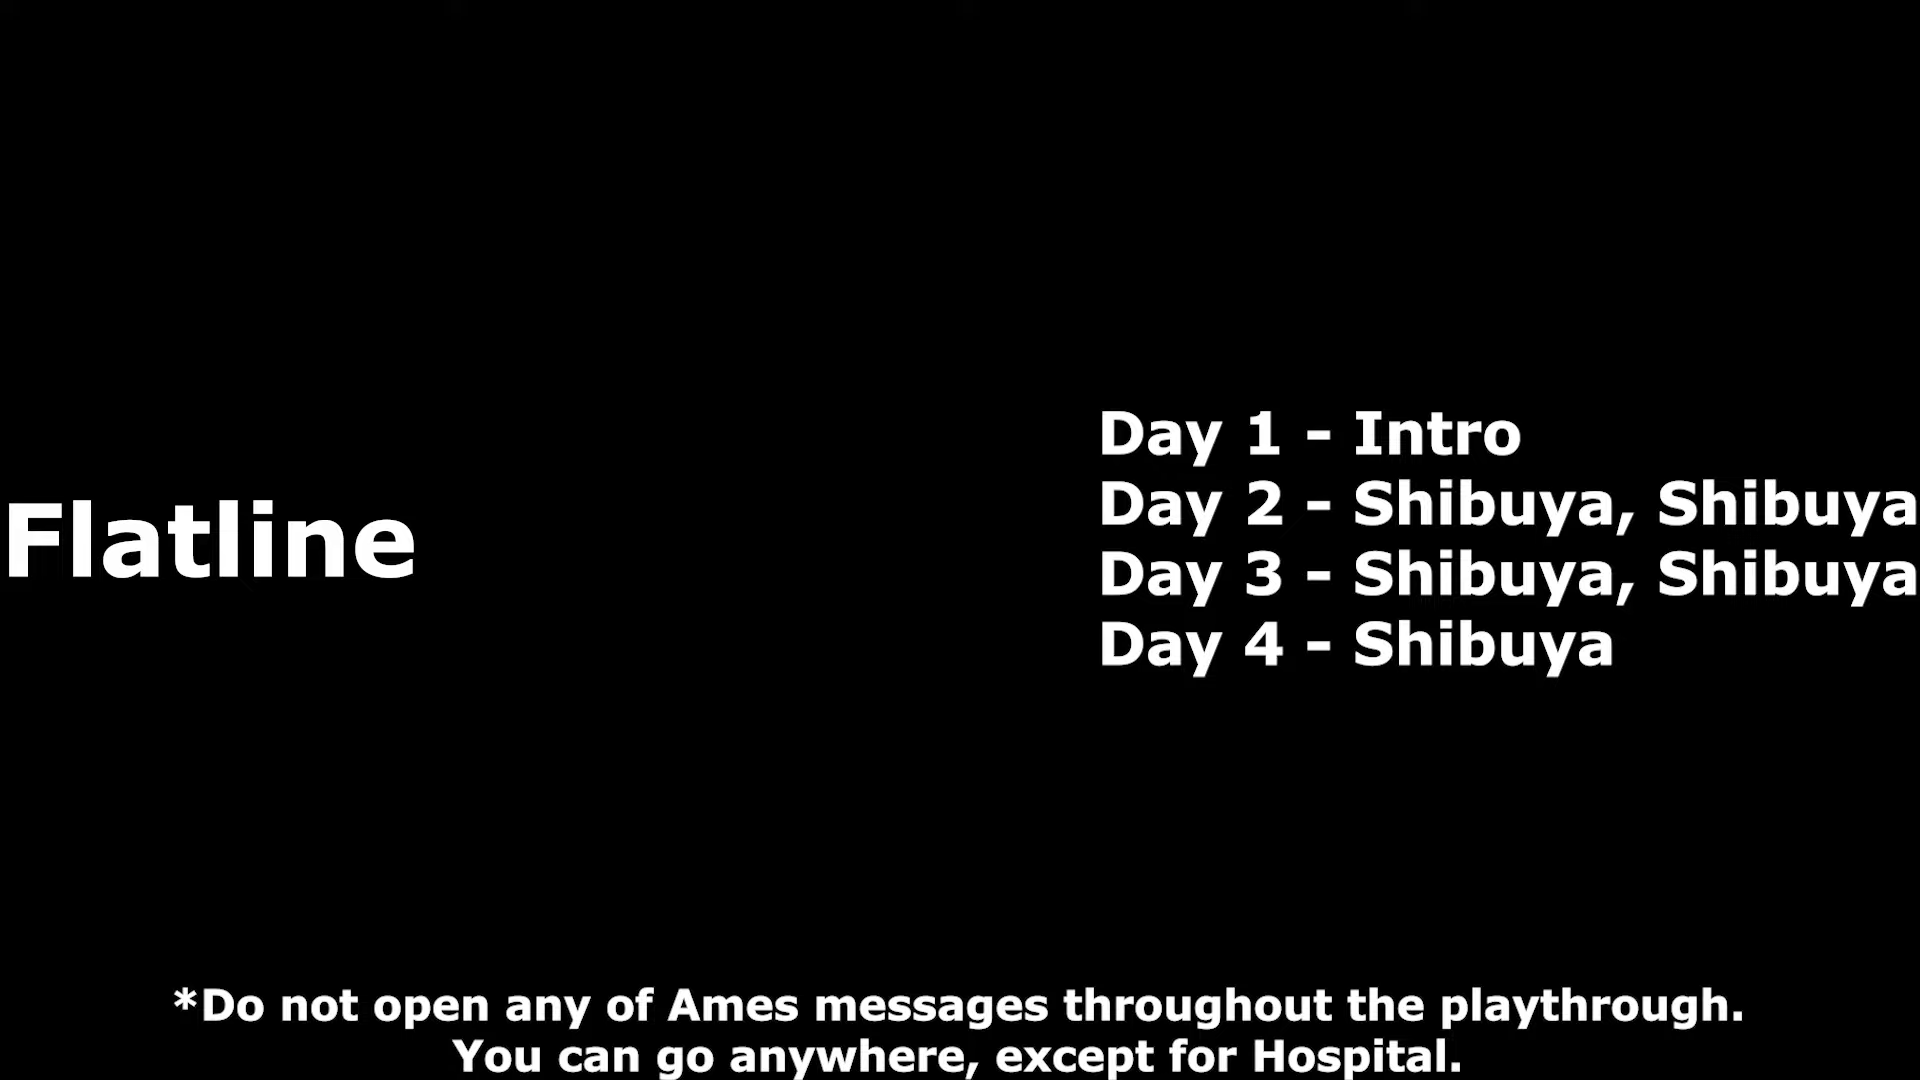 Flatline
Day 1 - Intro
Day 2 - Shibuya, Shibuya
Day 3 - Shibuya, Shibuya
Day 4 - Shibuya
*Do not open any of Ames messages throughout the playthrough.
You can go anywhere, except for Hospital.